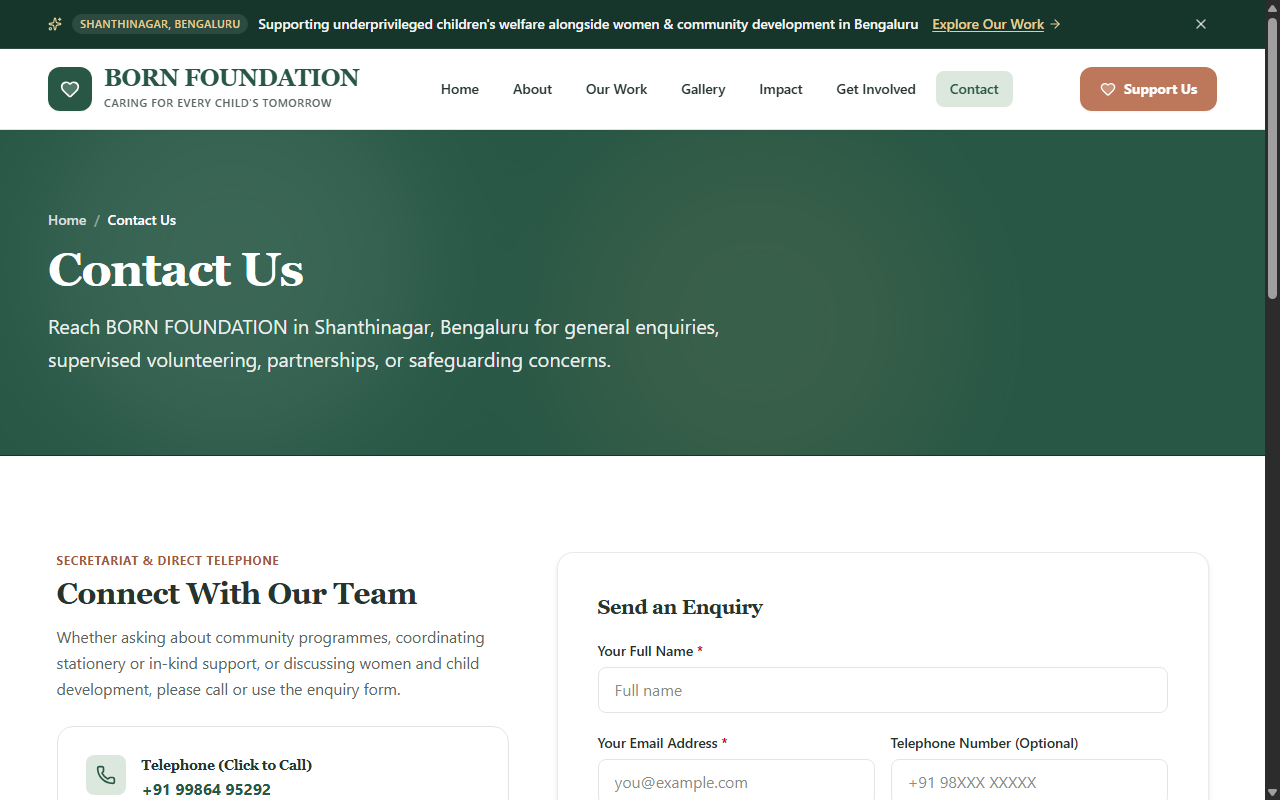 SHANTHINAGAR, BENGALURU Supporting underprivileged children's welfare alongside women & community development in Bengaluru Explore Our Work →
BORN FOUNDATION
CARING FOR EVERY CHILD'S TOMORROW
Home About Our Work Gallery Impact Get Involved Contact Support Us
Home / Contact Us
Contact Us
Reach BORN FOUNDATION in Shanthinagar, Bengaluru for general enquiries,
supervised volunteering, partnerships, or safeguarding concerns.
SECRETARIAT & DIRECT TELEPHONE
Connect With Our Team
Whether asking about community programmes, coordinating
stationery or in-kind support, or discussing women and child
development, please call or use the enquiry form.
Telephone (Click to Call)
+91 99864 95292
Send an Enquiry
Your Full Name *
Full name
Your Email Address *
you@example.com
Telephone Number (Optional)
+91 98XXX XXXXX